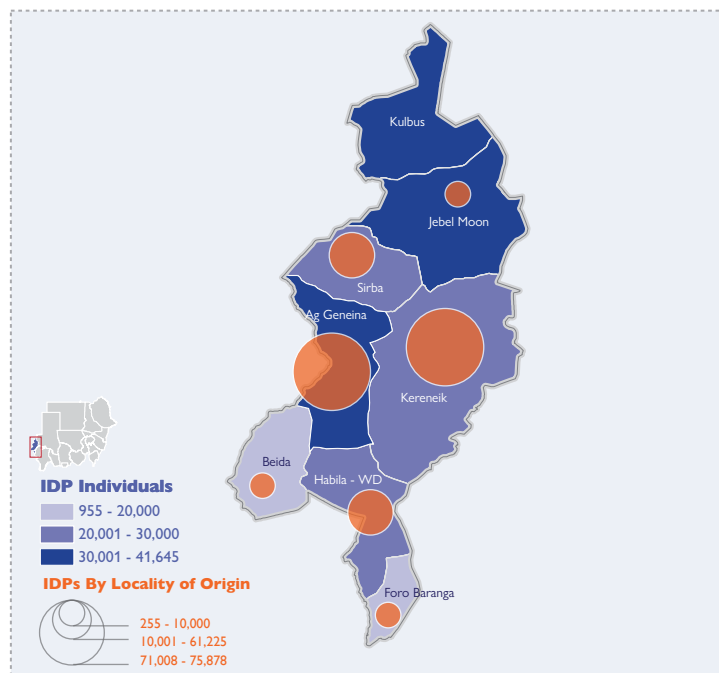 Kulbus
Jebel Moon
Sirba
Ag Geneina
Kereneik
Beida
Habila - WD
Foro Baranga
IDP Individuals
955 - 20,000
20,001 - 30,000
30,001 - 41,645
IDPs By Locality of Origin
255 - 10,000
10,001 - 61,225
71,008 - 75,878